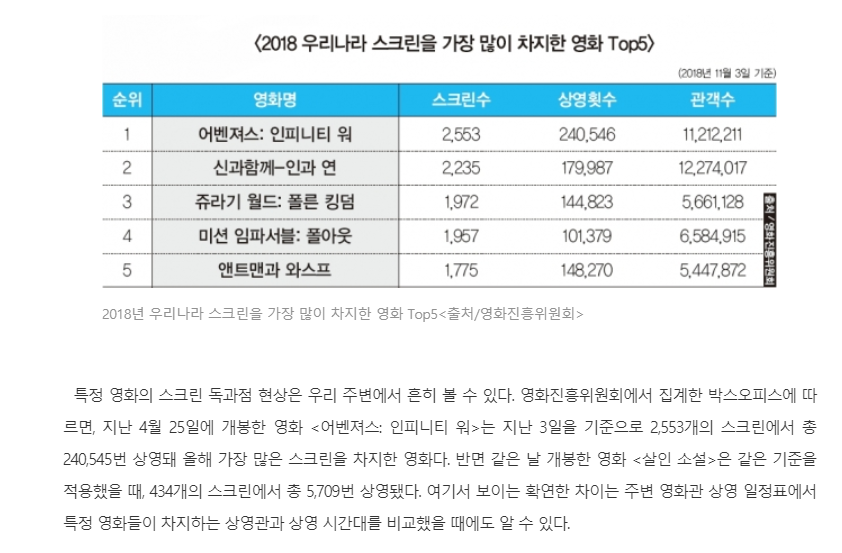 <2018 우리나라 스크린을 가장 많이 차지한 영화 Top5>
(2018년 11월 3일 기준)
순위 영화명 스크린수 상영횟수 관객수
1 어벤져스: 인피니티 워 2,553 240,546 11,212,211
2 신과함께-인과 연 2,235 179,987 12,274,017
3 쥬라기 월드: 폴른 킹덤 1,972 144,823 5,661,128
4 미션 임파서블: 폴아웃 1,957 101,379 6,584,915
5 앤트맨과 와스프 1,775 148,270 5,447,872
출처 / 영화진흥위원회
2018년 우리나라 스크린을 가장 많이 차지한 영화 Top5<출처/영화진흥위원회>
특정 영화의 스크린 독과점 현상은 우리 주변에서 흔히 볼 수 있다. 영화진흥위원회에서 집계한 박스오피스에 따
르면, 지난 4월 25일에 개봉한 영화 <어벤져스: 인피니티 워>는 지난 3일을 기준으로 2,553개의 스크린에서 총
240,545번 상영돼 올해 가장 많은 스크린을 차지한 영화다. 반면 같은 날 개봉한 영화 <살인 소설>은 같은 기준을
적용했을 때, 434개의 스크린에서 총 5,709번 상영됐다. 여기서 보이는 확연한 차이는 주변 영화관 상영 일정표에서
특정 영화들이 차지하는 상영관과 상영 시간대를 비교했을 때에도 알 수 있다.